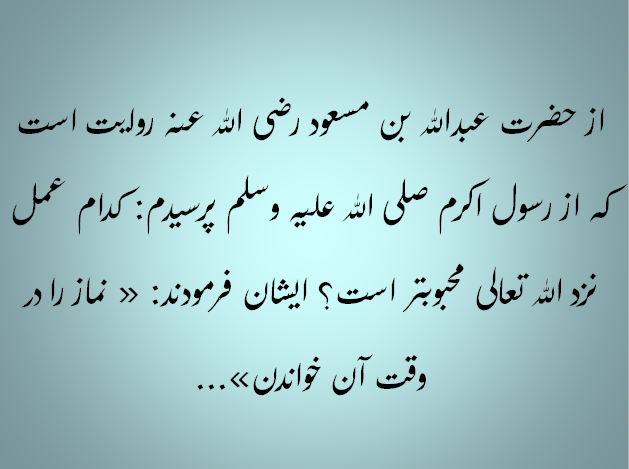 از حضرت عبدالله بن مسعود رضی الله عنه روایت است
که از رسول اکرم صلی الله علیه وسلم پرسیدم: کدام عمل
نزد الله تعالی محبوبتر است؟ ایشان فرمودند: « نماز را در
وقت آن خواندن»...